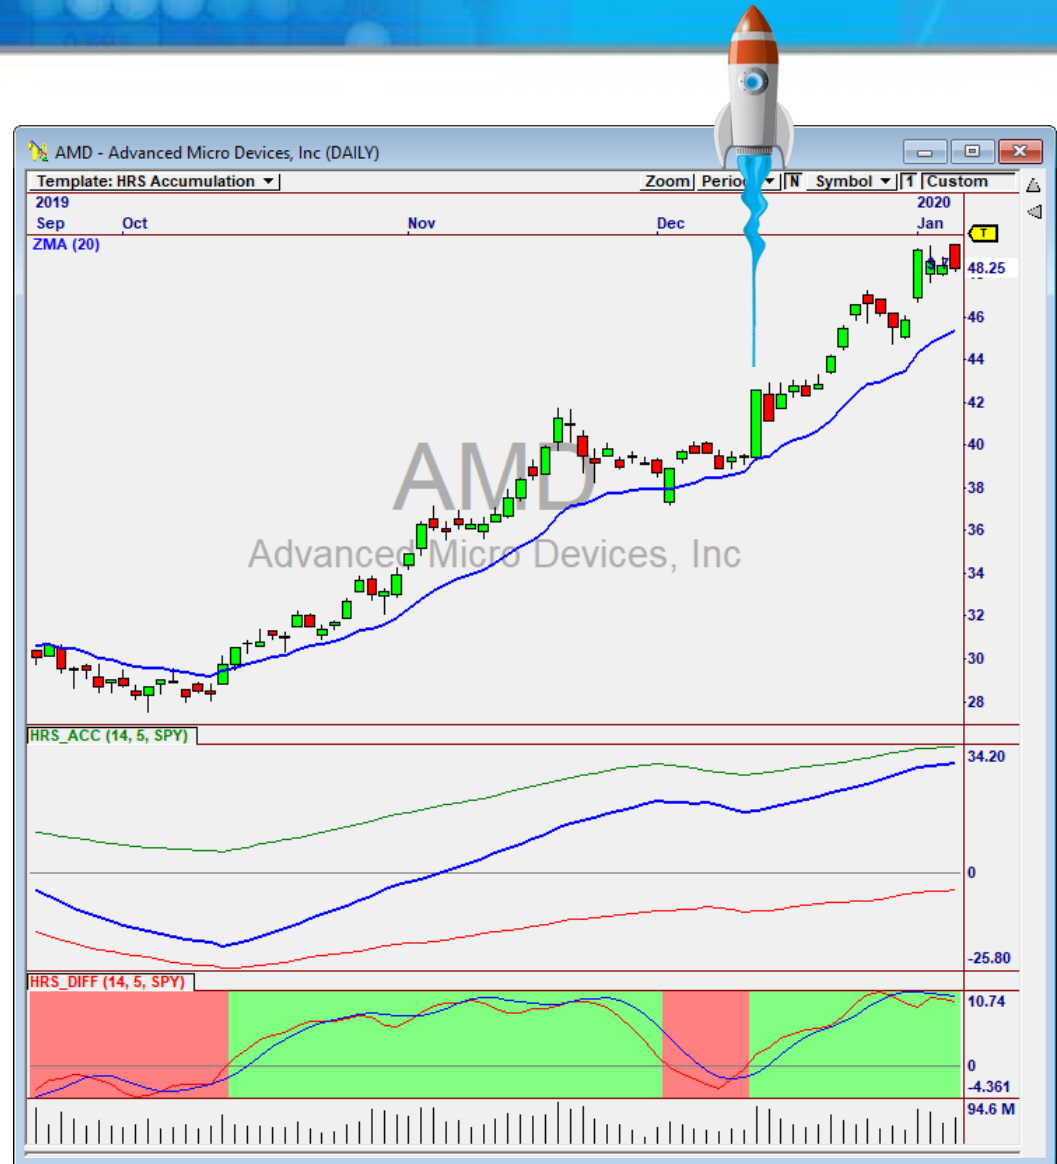 AMD - Advanced Micro Devices, Inc (DAILY)
Template: HRS Accumulation
Zoom Perio N Symbol 1 Custom
2019 2020
Sep Oct Nov Dec Jan
T
ZMA (20)
48.25
46
44
42
40
38
36
34
32
30
28
AMD
Advanced Micro Devices, Inc
HRS_ACC (14, 5, SPY)
34.20
0
-25.80
HRS_DIFF (14, 5, SPY)
10.74
0
-4.361
94.6 M